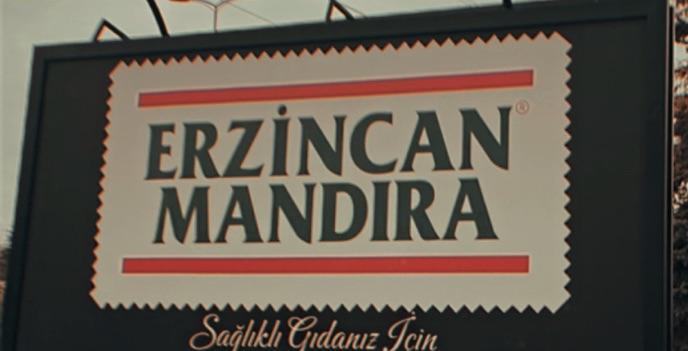 ERZİNCAN®
MANDIRA
Sağlıklı Gıdanız İçin